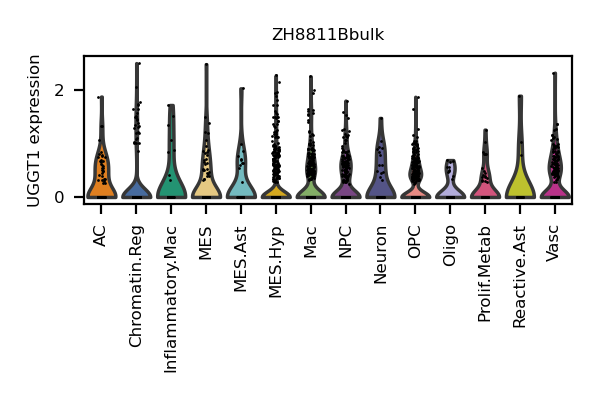 ZH8811Bbulk
UGGT1 expression
2
0
AC
Chromatin.Reg
Inflammatory.Mac
MES
MES.Ast
MES.Hyp
Mac
NPC
Neuron
OPC
Oligo
Prolif.Metab
Reactive.Ast
Vasc